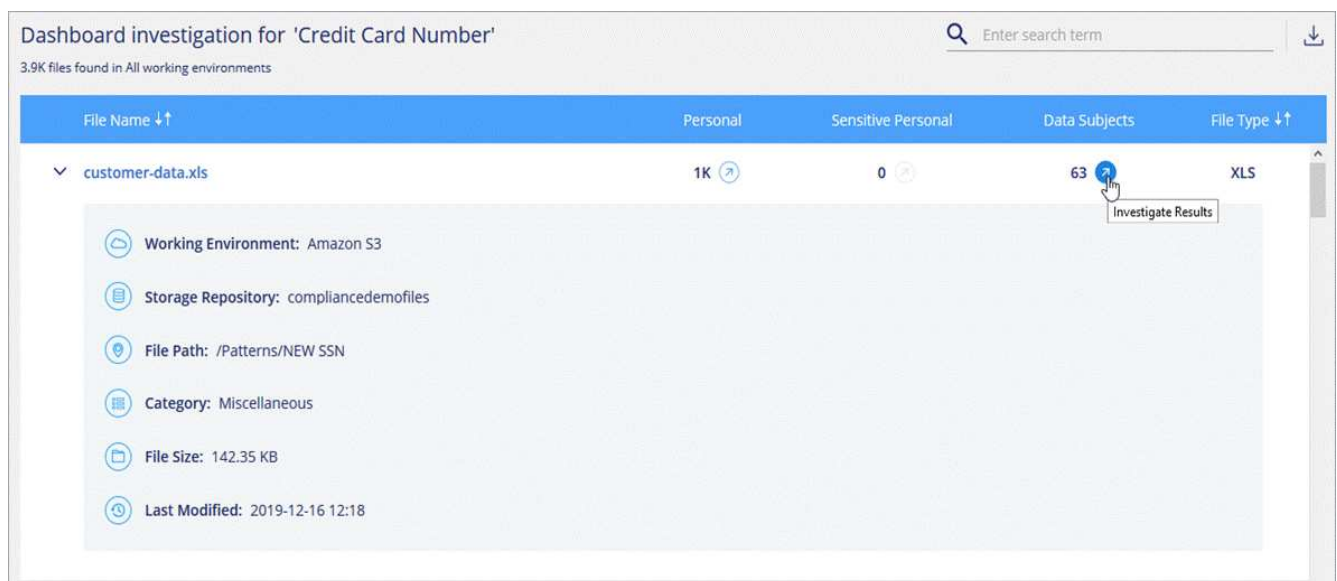 Dashboard investigation for 'Credit Card Number'
Enter search term
3.9K files found in All working environments
File Name Personal Sensitive Personal Data Subjects File Type
customer-data.xls 1K 0 63 XLS
Investigate Results
Working Environment: Amazon S3
Storage Repository: compliancedemofiles
File Path: /Patterns/NEW SSN
Category: Miscellaneous
File Size: 142.35 KB
Last Modified: 2019-12-16 12:18